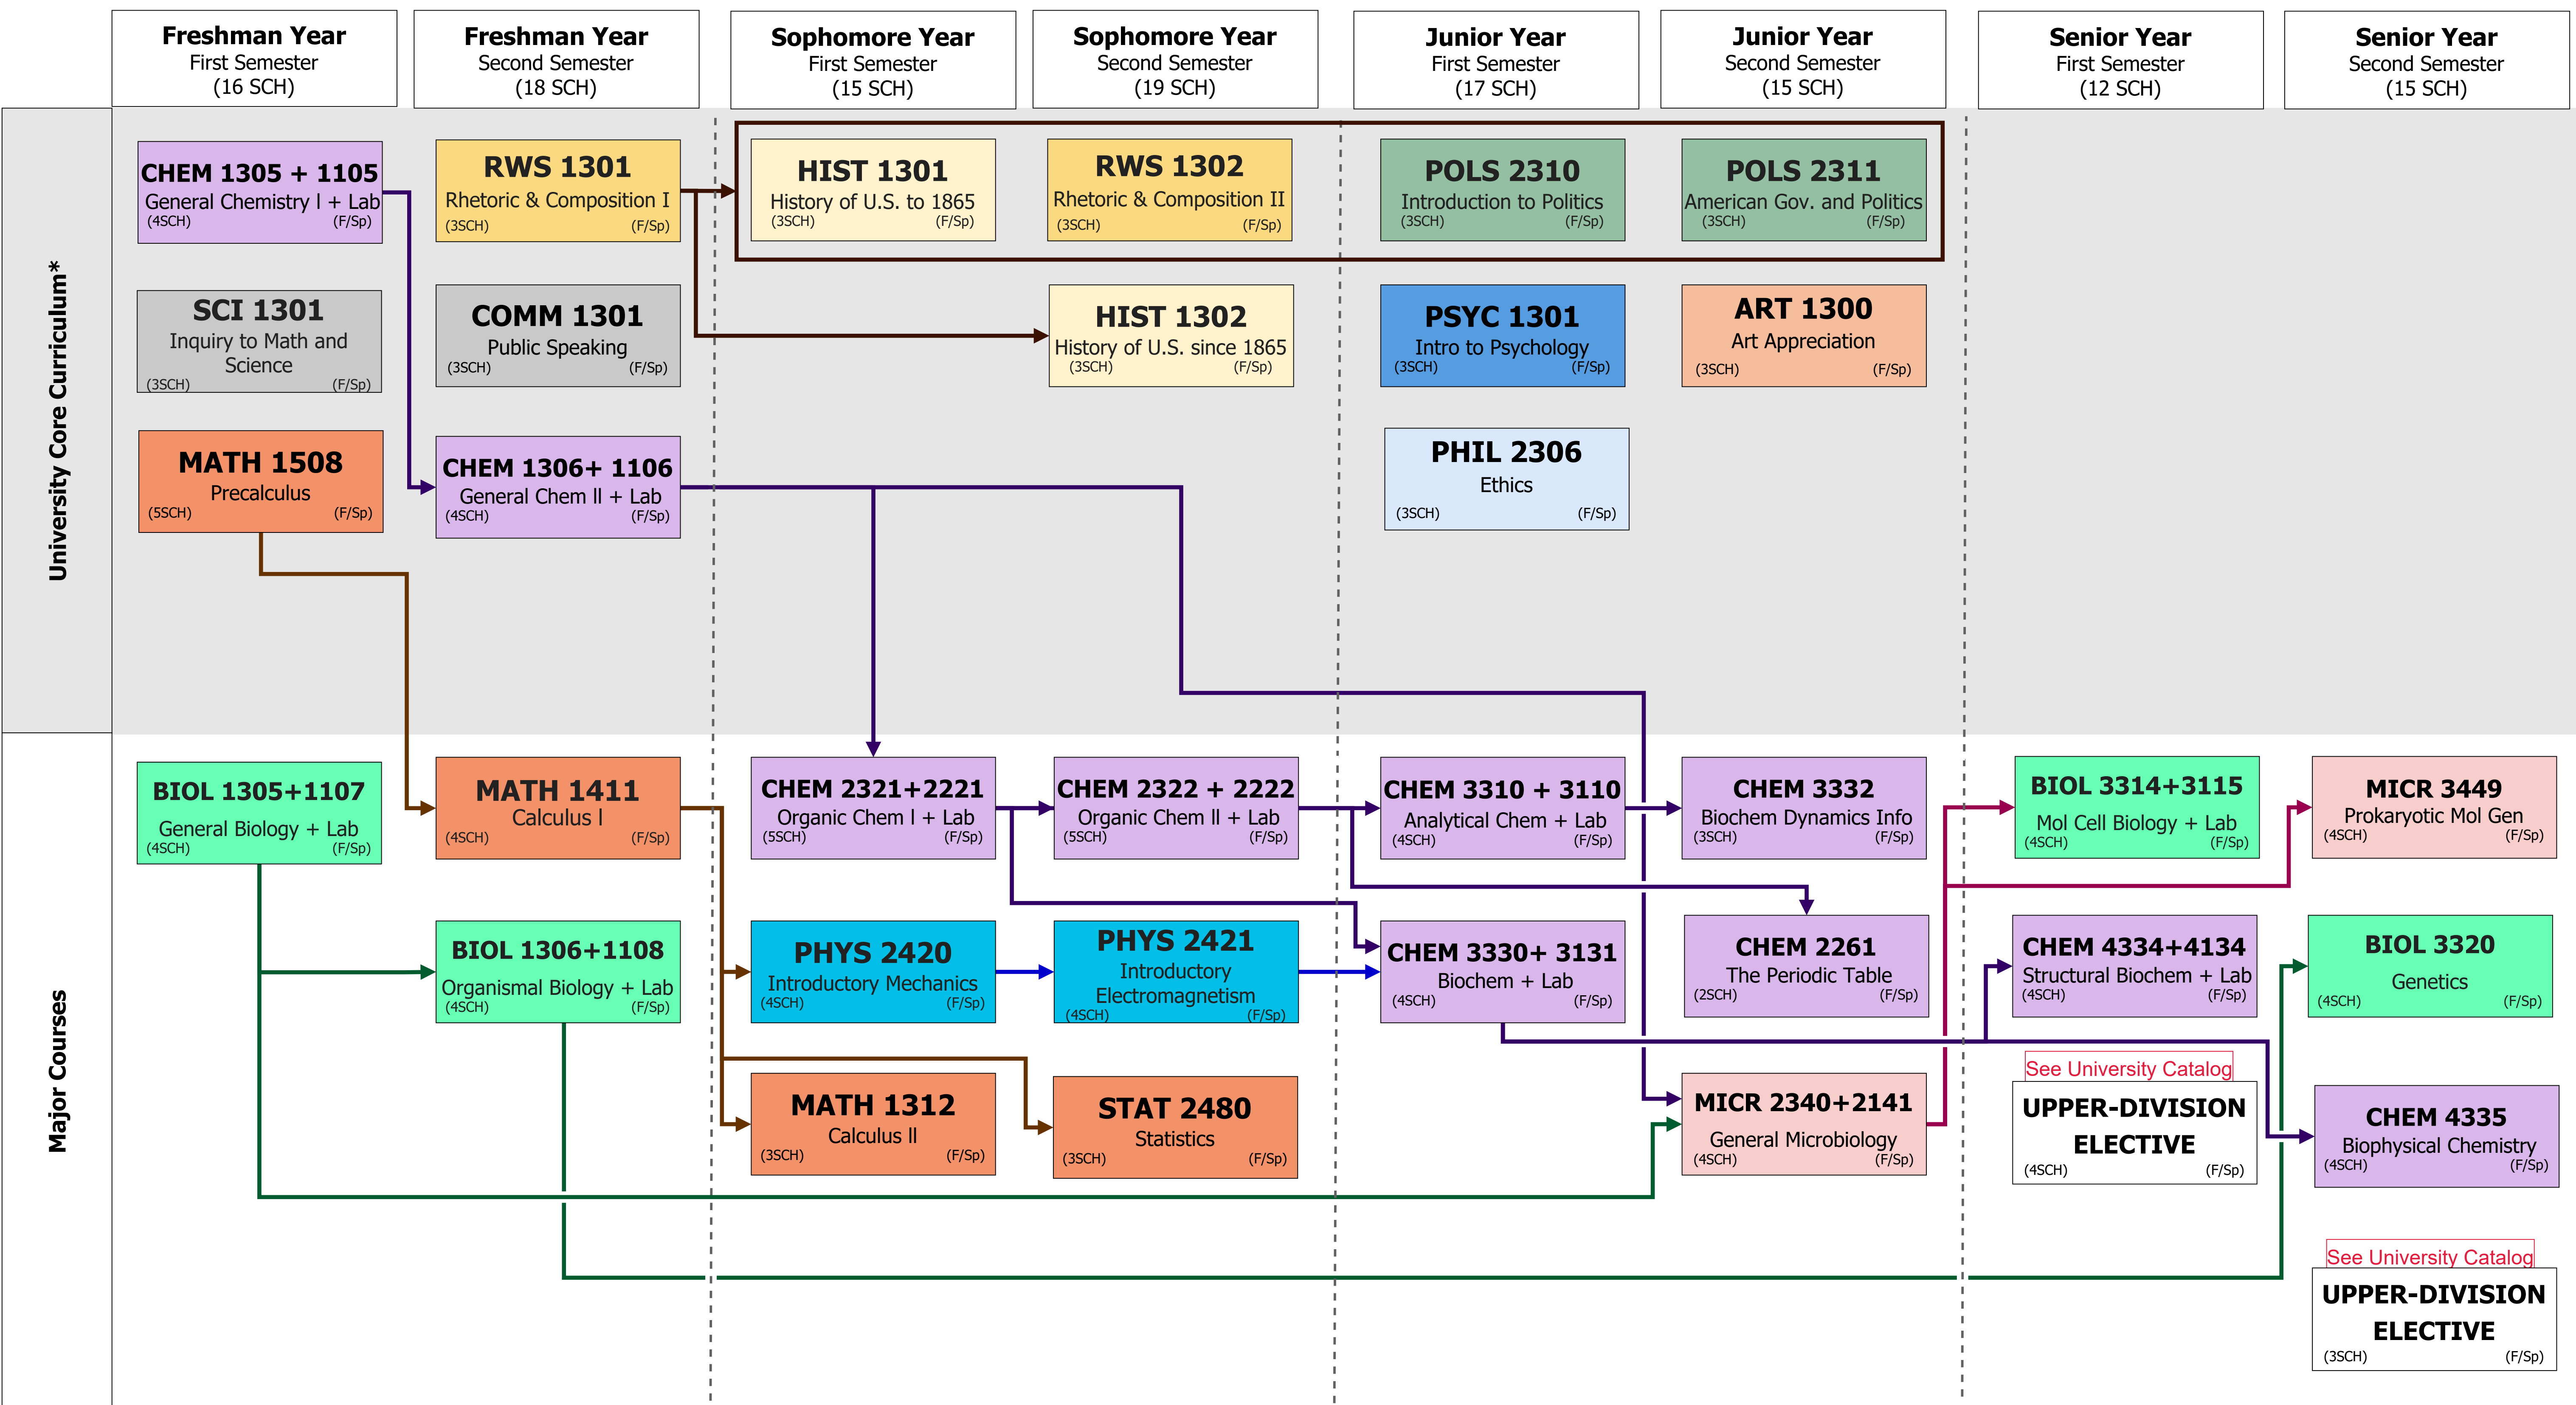 Freshman Year
First Semester
(16 SCH)
Freshman Year
Second Semester
(18 SCH)
Sophomore Year
First Semester
(15 SCH)
Sophomore Year
Second Semester
(19 SCH)
Junior Year
First Semester
(17 SCH)
Junior Year
Second Semester
(15 SCH)
Senior Year
First Semester
(12 SCH)
Senior Year
Second Semester
(15 SCH)
University Core Curriculum*
CHEM 1305 + 1105
General Chemistry l + Lab
(4SCH) (F/Sp)
RWS 1301
Rhetoric & Composition I
(3SCH) (F/Sp)
HIST 1301
History of U.S. to 1865
(3SCH) (F/Sp)
RWS 1302
Rhetoric & Composition II
(3SCH) (F/Sp)
POLS 2310
Introduction to Politics
(3SCH) (F/Sp)
POLS 2311
American Gov. and Politics
(3SCH) (F/Sp)
SCI 1301
Inquiry to Math and
Science
(3SCH) (F/Sp)
COMM 1301
Public Speaking
(3SCH) (F/Sp)
HIST 1302
History of U.S. since 1865
(3SCH) (F/Sp)
PSYC 1301
Intro to Psychology
(3SCH) (F/Sp)
ART 1300
Art Appreciation
(3SCH) (F/Sp)
MATH 1508
Precalculus
(5SCH) (F/Sp)
CHEM 1306+ 1106
General Chem ll + Lab
(4SCH) (F/Sp)
PHIL 2306
Ethics
(3SCH) (F/Sp)
Major Courses
BIOL 1305+1107
General Biology + Lab
(4SCH) (F/Sp)
MATH 1411
Calculus l
(4SCH) (F/Sp)
CHEM 2321+2221
Organic Chem l + Lab
(5SCH) (F/Sp)
CHEM 2322 + 2222
Organic Chem ll + Lab
(5SCH) (F/Sp)
CHEM 3310 + 3110
Analytical Chem + Lab
(4SCH) (F/Sp)
CHEM 3332
Biochem Dynamics Info
(3SCH) (F/Sp)
BIOL 3314+3115
Mol Cell Biology + Lab
(4SCH) (F/Sp)
MICR 3449
Prokaryotic Mol Gen
(4SCH) (F/Sp)
BIOL 1306+1108
Organismal Biology + Lab
(4SCH) (F/Sp)
PHYS 2420
Introductory Mechanics
(4SCH) (F/Sp)
PHYS 2421
Introductory
Electromagnetism
(4SCH) (F/Sp)
CHEM 3330+ 3131
Biochem + Lab
(4SCH) (F/Sp)
CHEM 2261
The Periodic Table
(2SCH) (F/Sp)
CHEM 4334+4134
Structural Biochem + Lab
(4SCH) (F/Sp)
BIOL 3320
Genetics
(4SCH) (F/Sp)
MATH 1312
Calculus ll
(3SCH) (F/Sp)
STAT 2480
Statistics
(3SCH) (F/Sp)
MICR 2340+2141
General Microbiology
(4SCH) (F/Sp)
See University Catalog
UPPER-DIVISION
ELECTIVE
(4SCH) (F/Sp)
CHEM 4335
Biophysical Chemistry
(4SCH) (F/Sp)
See University Catalog
UPPER-DIVISION
ELECTIVE
(3SCH) (F/Sp)